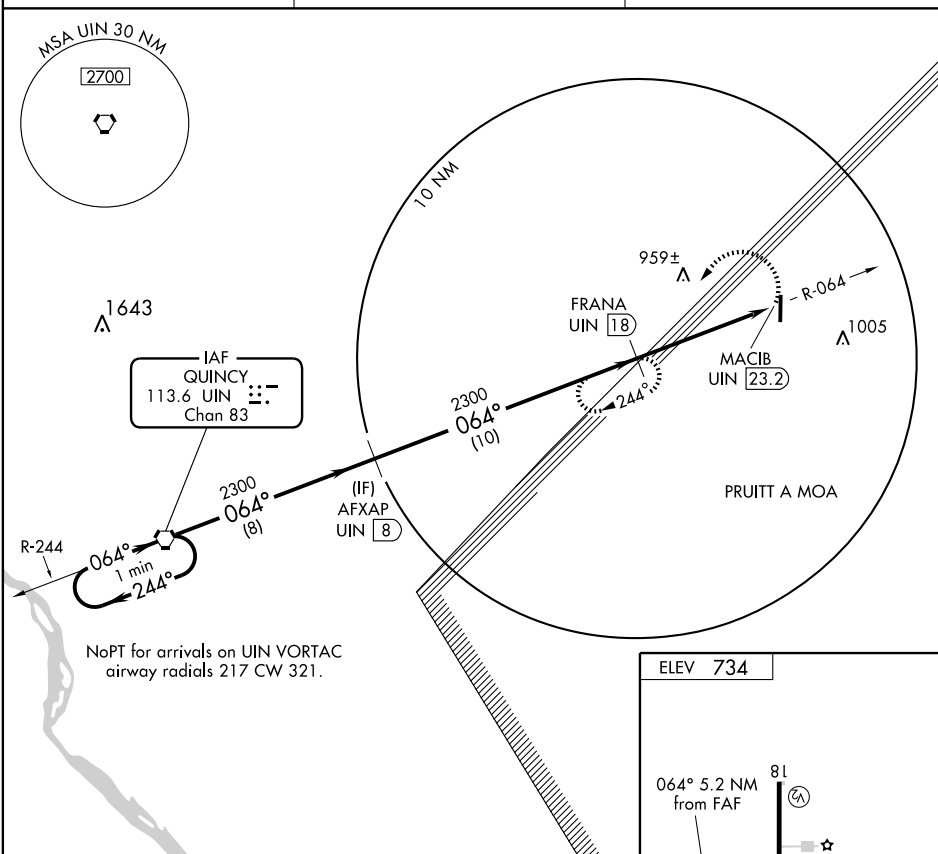 MSA UIN 30 NM
2700
10 NM
959±
R-064
FRANA
UIN 18
1643
1005
MACIB
UIN 23.2
IAF
QUINCY
113.6 UIN
Chan 83
244°
2300
064°
(10)
2300
064°
(8)
(IF)
AFXAP
UIN 8
PRUITT A MOA
R-244
064°
1 min
244°
NoPT for arrivals on UIN VORTAC
airway radials 217 CW 321.
ELEV 734
064° 5.2 NM
from FAF
18
V2